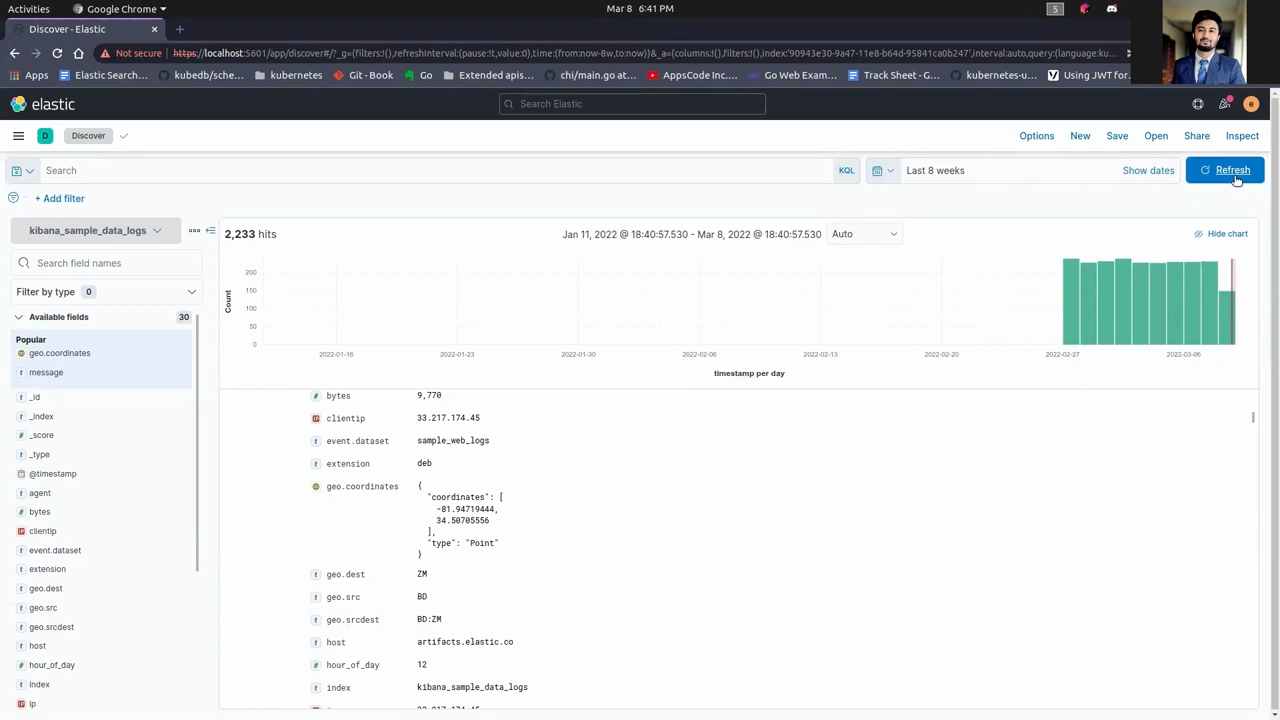 Activities
Google Chrome
Mar 8 6:41 PM
5
Discover - Elastic
Not secure
https://localhost:5601/app/discover#/?_g=(filters:!(),refreshInterval:(pause:!t,value:0),time:(from:now-8w,to:now))&_a=(columns:!(),filters:!(),index:'90943e30-9a47-11e8-b64d-95841ca0b247',interval:auto,query:(language:ku...
Apps
Elastic Search...
kubedb/sche...
kubernetes
Git - Book
Go
Extended apis...
chi/main.go at...
AppsCode Inc....
Go Web Exam...
Track Sheet - G...
kubernetes-u...
Using JWT for...
elastic
Search Elastic
e
D
Discover
Options
New
Save
Open
Share
Inspect
Search
KQL
Last 8 weeks
Show dates
Refresh
+ Add filter
kibana_sample_data_logs
Search field names
Filter by type 0
Available fields
30
Popular
geo.coordinates
message
_id
_index
# _score
_type
@timestamp
t agent
bytes
clientip
t event.dataset
t extension
t geo.dest
t geo.src
t geo.srcdest
t host
# hour_of_day
t index
ip
2,233 hits
Jan 11, 2022 @ 18:40:57.530 - Mar 8, 2022 @ 18:40:57.530
Auto
Hide chart
Count
200
150
100
50
0
2022-01-16
2022-01-23
2022-01-30
2022-02-06
2022-02-13
2022-02-20
2022-02-27
2022-03-06
timestamp per day
# bytes 9,770
clientip 33.217.174.45
t event.dataset sample_web_logs
t extension deb
geo.coordinates {
"coordinates": [
-81.94719444,
34.50705556
],
"type": "Point"
}
t geo.dest ZM
t geo.src BD
t geo.srcdest BD:ZM
t host artifacts.elastic.co
# hour_of_day 12
t index kibana_sample_data_logs